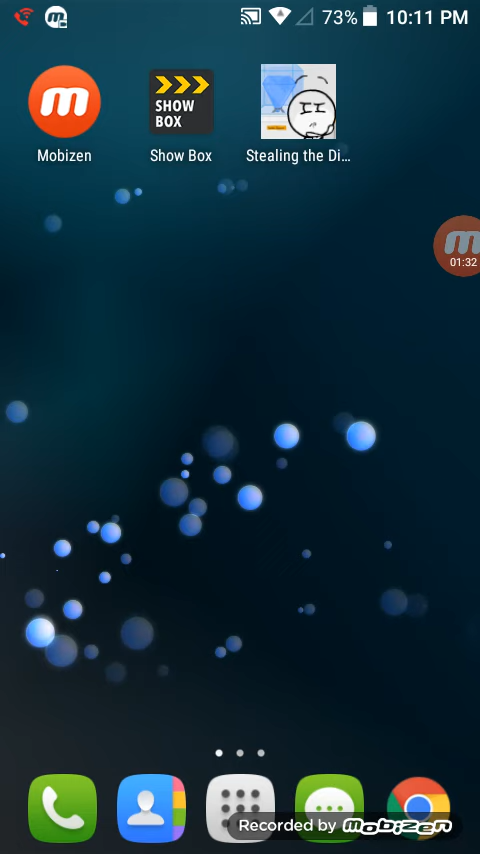 73% 10:11 PM
SHOW
BOX
Mobizen
Show Box
Stealing the Di...
01:32
Recorded by Mobizen